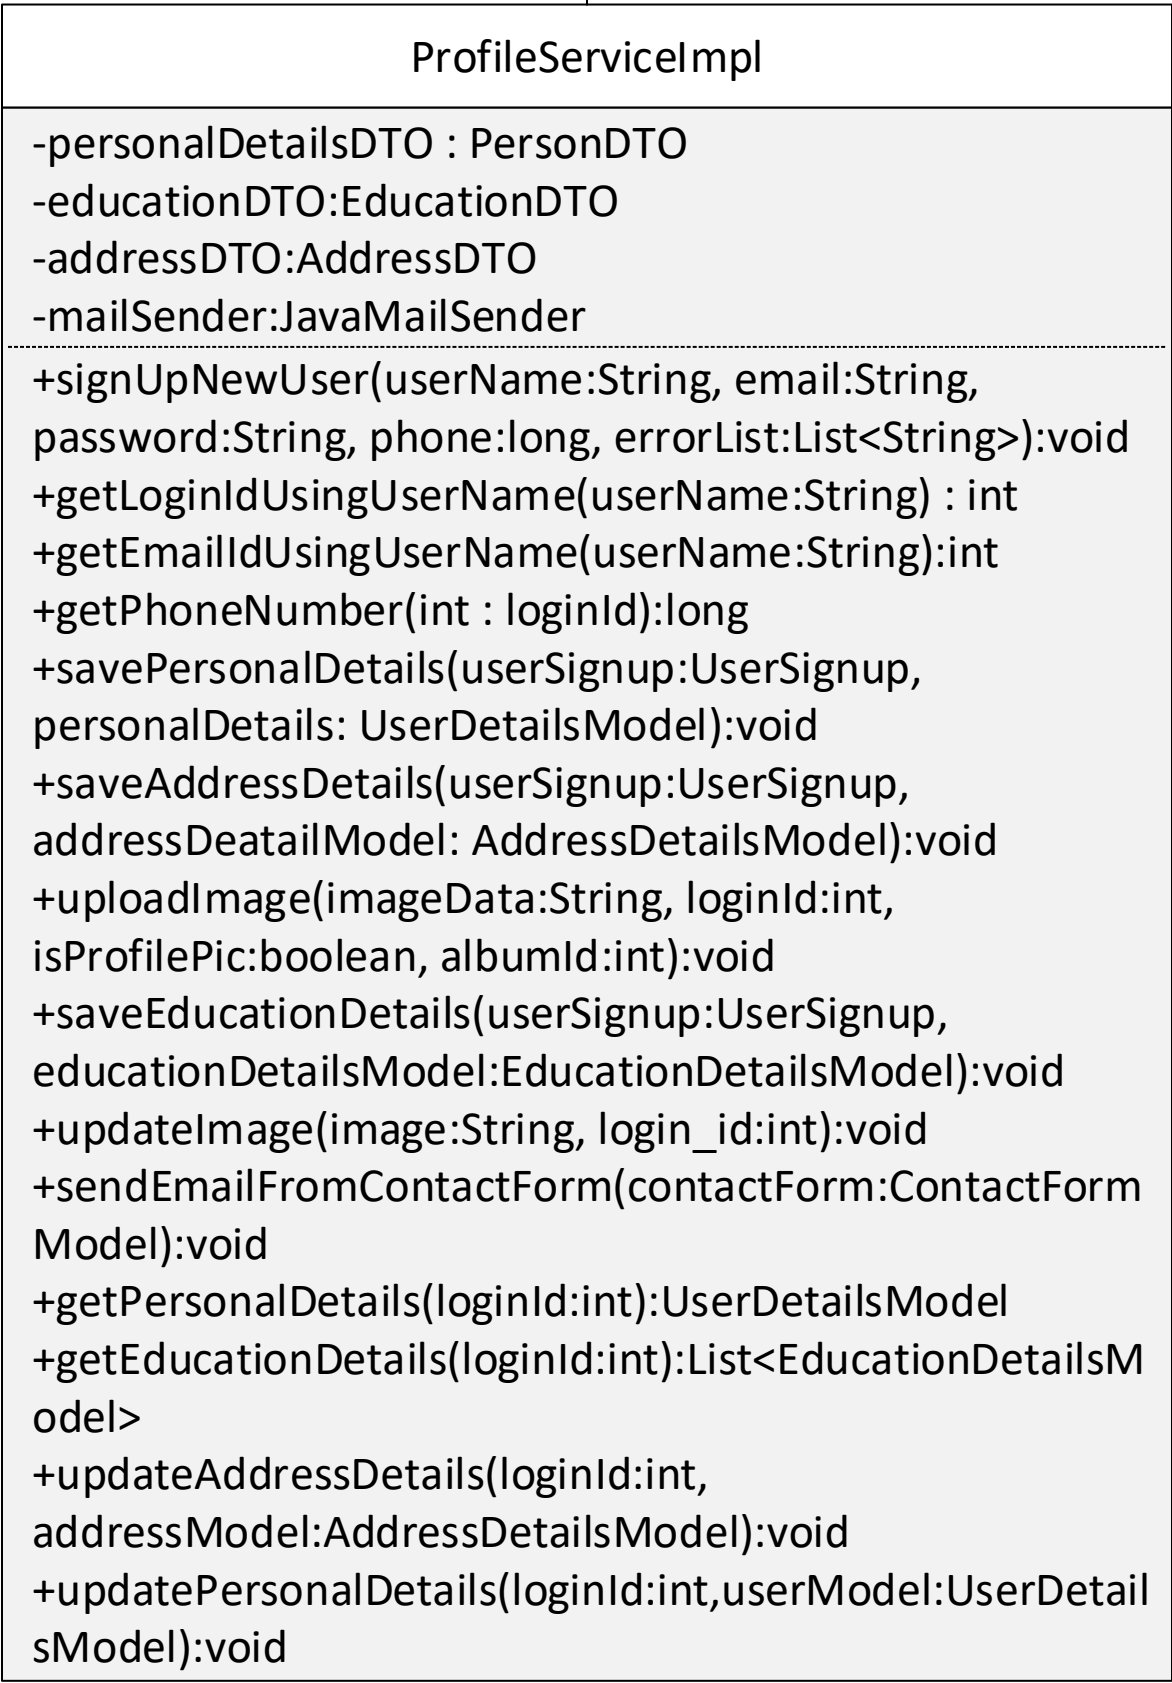 ProfileServiceImpl
-personalDetailsDTO : PersonDTO
-educationDTO:EducationDTO
-addressDTO:AddressDTO
-mailSender:JavaMailSender
+signUpNewUser(userName:String, email:String,
password:String, phone:long, errorList:List<String>):void
+getLoginIdUsingUserName(userName:String) : int
+getEmailIdUsingUserName(userName:String):int
+getPhoneNumber(int : loginId):long
+savePersonalDetails(userSignup:UserSignup,
personalDetails: UserDetailsModel):void
+saveAddressDetails(userSignup:UserSignup,
addressDeatailModel: AddressDetailsModel):void
+uploadImage(imageData:String, loginId:int,
isProfilePic:boolean, albumId:int):void
+saveEducationDetails(userSignup:UserSignup,
educationDetailsModel:EducationDetailsModel):void
+updateImage(image:String, login_id:int):void
+sendEmailFromContactForm(contactForm:ContactForm
Model):void
+getPersonalDetails(loginId:int):UserDetailsModel
+getEducationDetails(loginId:int):List<EducationDetailsM
odel>
+updateAddressDetails(loginId:int,
addressModel:AddressDetailsModel):void
+updatePersonalDetails(loginId:int,userModel:UserDetail
sModel):void